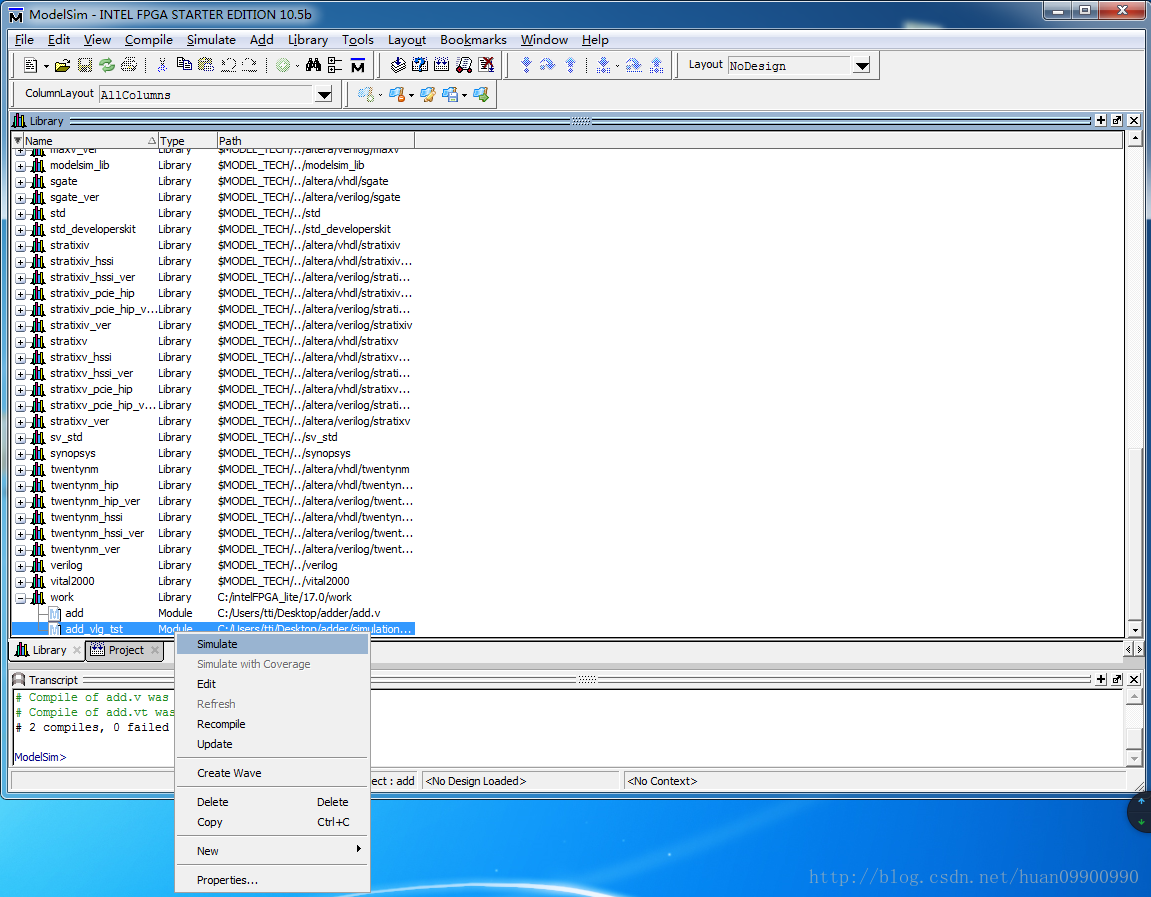 ModelSim - INTEL FPGA STARTER EDITION 10.5b
File Edit View Compile Simulate Add Library Tools Layout Bookmarks Window Help
Layout NoDesign
ColumnLayout AllColumns
Library
Name Type Path
maxv_ver Library $MODEL_TECH/../altera/verilog/maxv
modelsim_lib Library $MODEL_TECH/../modelsim_lib
sgate Library $MODEL_TECH/../altera/vhdl/sgate
sgate_ver Library $MODEL_TECH/../altera/verilog/sgate
std Library $MODEL_TECH/../std
std_developerskit Library $MODEL_TECH/../std_developerskit
stratixiv Library $MODEL_TECH/../altera/vhdl/stratixiv
stratixiv_hssi Library $MODEL_TECH/../altera/vhdl/stratixiv...
stratixiv_hssi_ver Library $MODEL_TECH/../altera/verilog/strati...
stratixiv_pcie_hip Library $MODEL_TECH/../altera/vhdl/stratixiv...
stratixiv_pcie_hip_v... Library $MODEL_TECH/../altera/verilog/strati...
stratixiv_ver Library $MODEL_TECH/../altera/verilog/stratixiv
stratixv Library $MODEL_TECH/../altera/vhdl/stratixv
stratixv_hssi Library $MODEL_TECH/../altera/vhdl/stratixv...
stratixv_hssi_ver Library $MODEL_TECH/../altera/verilog/strati...
stratixv_pcie_hip Library $MODEL_TECH/../altera/vhdl/stratixv...
stratixv_pcie_hip_v... Library $MODEL_TECH/../altera/verilog/strati...
stratixv_ver Library $MODEL_TECH/../altera/verilog/stratixv
sv_std Library $MODEL_TECH/../sv_std
synopsys Library $MODEL_TECH/../synopsys
twentynm Library $MODEL_TECH/../altera/vhdl/twentynm
twentynm_hip Library $MODEL_TECH/../altera/vhdl/twentyn...
twentynm_hip_ver Library $MODEL_TECH/../altera/verilog/twent...
twentynm_hssi Library $MODEL_TECH/../altera/vhdl/twentyn...
twentynm_hssi_ver Library $MODEL_TECH/../altera/verilog/twent...
twentynm_ver Library $MODEL_TECH/../altera/verilog/twent...
verilog Library $MODEL_TECH/../verilog
vital2000 Library $MODEL_TECH/../vital2000
work Library C:/intelFPGA_lite/17.0/work
add Module C:/Users/tti/Desktop/adder/add.v
add_vlg_tst Module C:/Users/tti/Desktop/adder/simulation...
Library Project
Simulate
Simulate with Coverage
Edit
Refresh
Recompile
Update
Create Wave
Delete Delete
Copy Ctrl+C
New
Properties...
Transcript
# Compile of add.v was
# Compile of add.vt was
# 2 compiles, 0 failed
ModelSim>
ect : add <No Design Loaded> <No Context>
http://blog.csdn.net/huan09900990